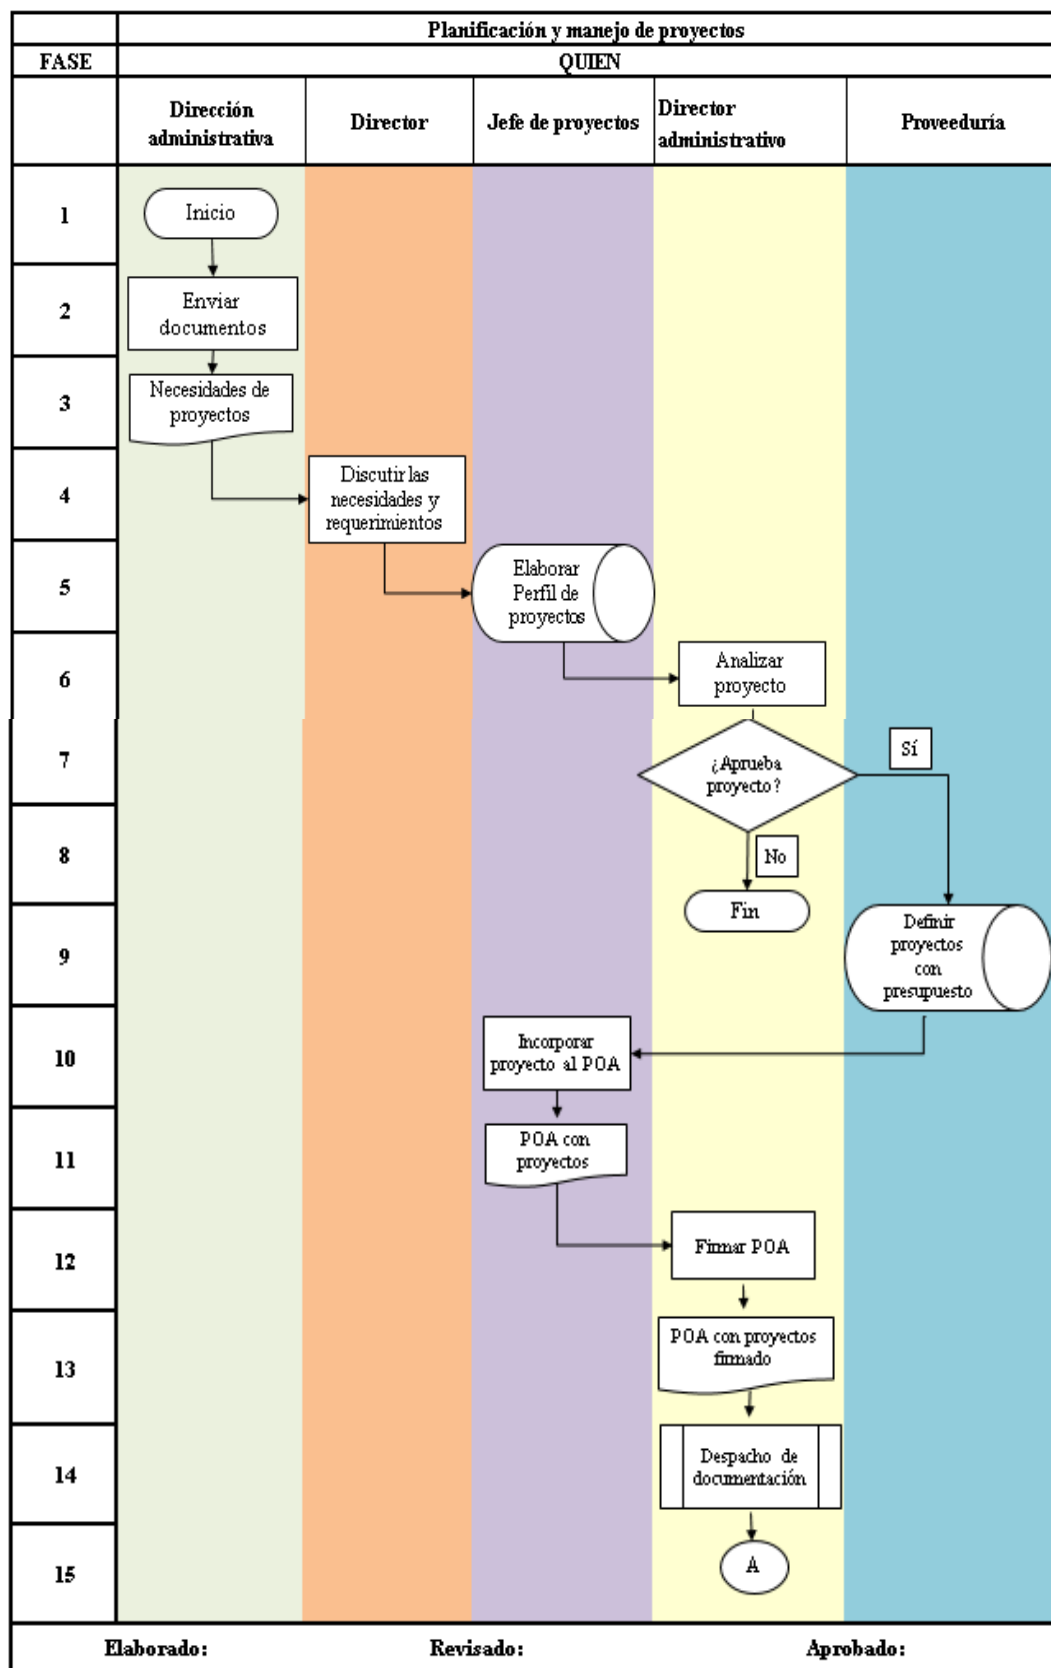 Planificación y manejo de proyectos
FASE
QUIEN
Dirección
administrativa
Director
Jefe de proyectos
Director
administrativo
Proveeduría
1
Inicio
2
Enviar
documentos
3
Necesidades de
proyectos
4
Discutir las
necesidades y
requerimientos
5
Elaborar
Perfil de
proyectos
6
Analizar
proyecto
7
¿Aprueba
proyecto?
Sí
8
No
Fin
9
Definir
proyectos
con
presupuesto
10
Incorporar
proyecto al POA
11
POA con
proyectos
12
Firmar POA
13
POA con proyectos
firmado
14
Despacho de
documentación
15
A
Elaborado:
Revisado:
Aprobado: